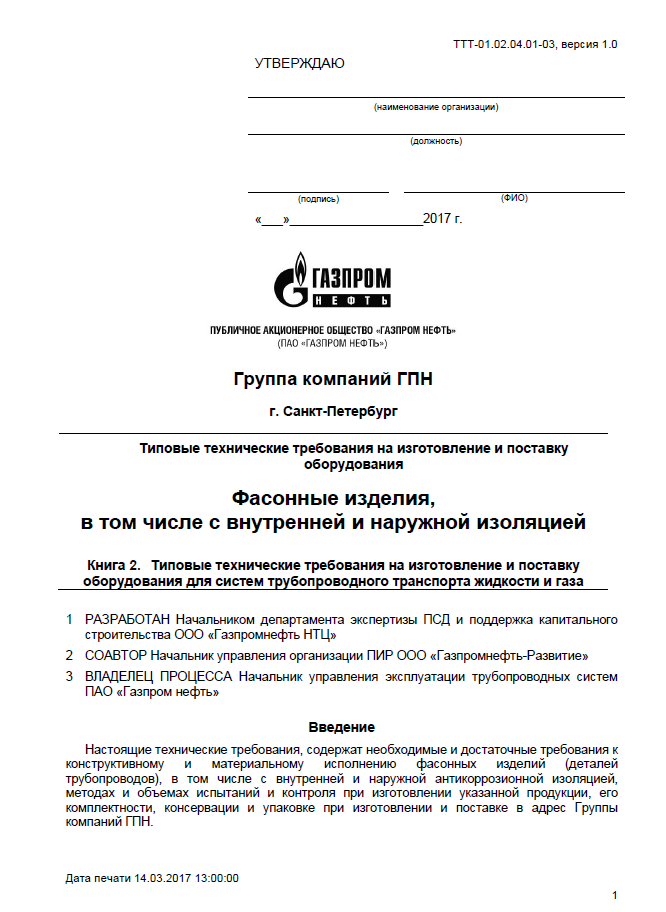 ТТТ-01.02.04.01-03, версия 1.0
УТВЕРЖДАЮ
(наименование организации)
(должность)
(подпись) (ФИО)
«___»___________________2017 г.
ГАЗПРОМ
НЕФТЬ
ПУБЛИЧНОЕ АКЦИОНЕРНОЕ ОБЩЕСТВО «ГАЗПРОМ НЕФТЬ»
(ПАО «ГАЗПРОМ НЕФТЬ»)
Группа компаний ГПН
г. Санкт-Петербург
Типовые технические требования на изготовление и поставку
оборудования
Фасонные изделия,
в том числе с внутренней и наружной изоляцией
Книга 2. Типовые технические требования на изготовление и поставку
оборудования для систем трубопроводного транспорта жидкости и газа
1 РАЗРАБОТАН Начальником департамента экспертизы ПСД и поддержка капитального
строительства ООО «Газпромнефть НТЦ»
2 СОАВТОР Начальник управления организации ПИР ООО «Газпромнефть-Развитие»
3 ВЛАДЕЛЕЦ ПРОЦЕССА Начальник управления эксплуатации трубопроводных систем
ПАО «Газпром нефть»
Введение
Настоящие технические требования, содержат необходимые и достаточные требования к
конструктивному и материальному исполнению фасонных изделий (деталей
трубопроводов), в том числе с внутренней и наружной антикоррозионной изоляцией,
методах и объемах испытаний и контроля при изготовлении указанной продукции, его
комплектности, консервации и упаковке при изготовлении и поставке в адрес Группы
компаний ГПН.
Дата печати 14.03.2017 13:00:00
1